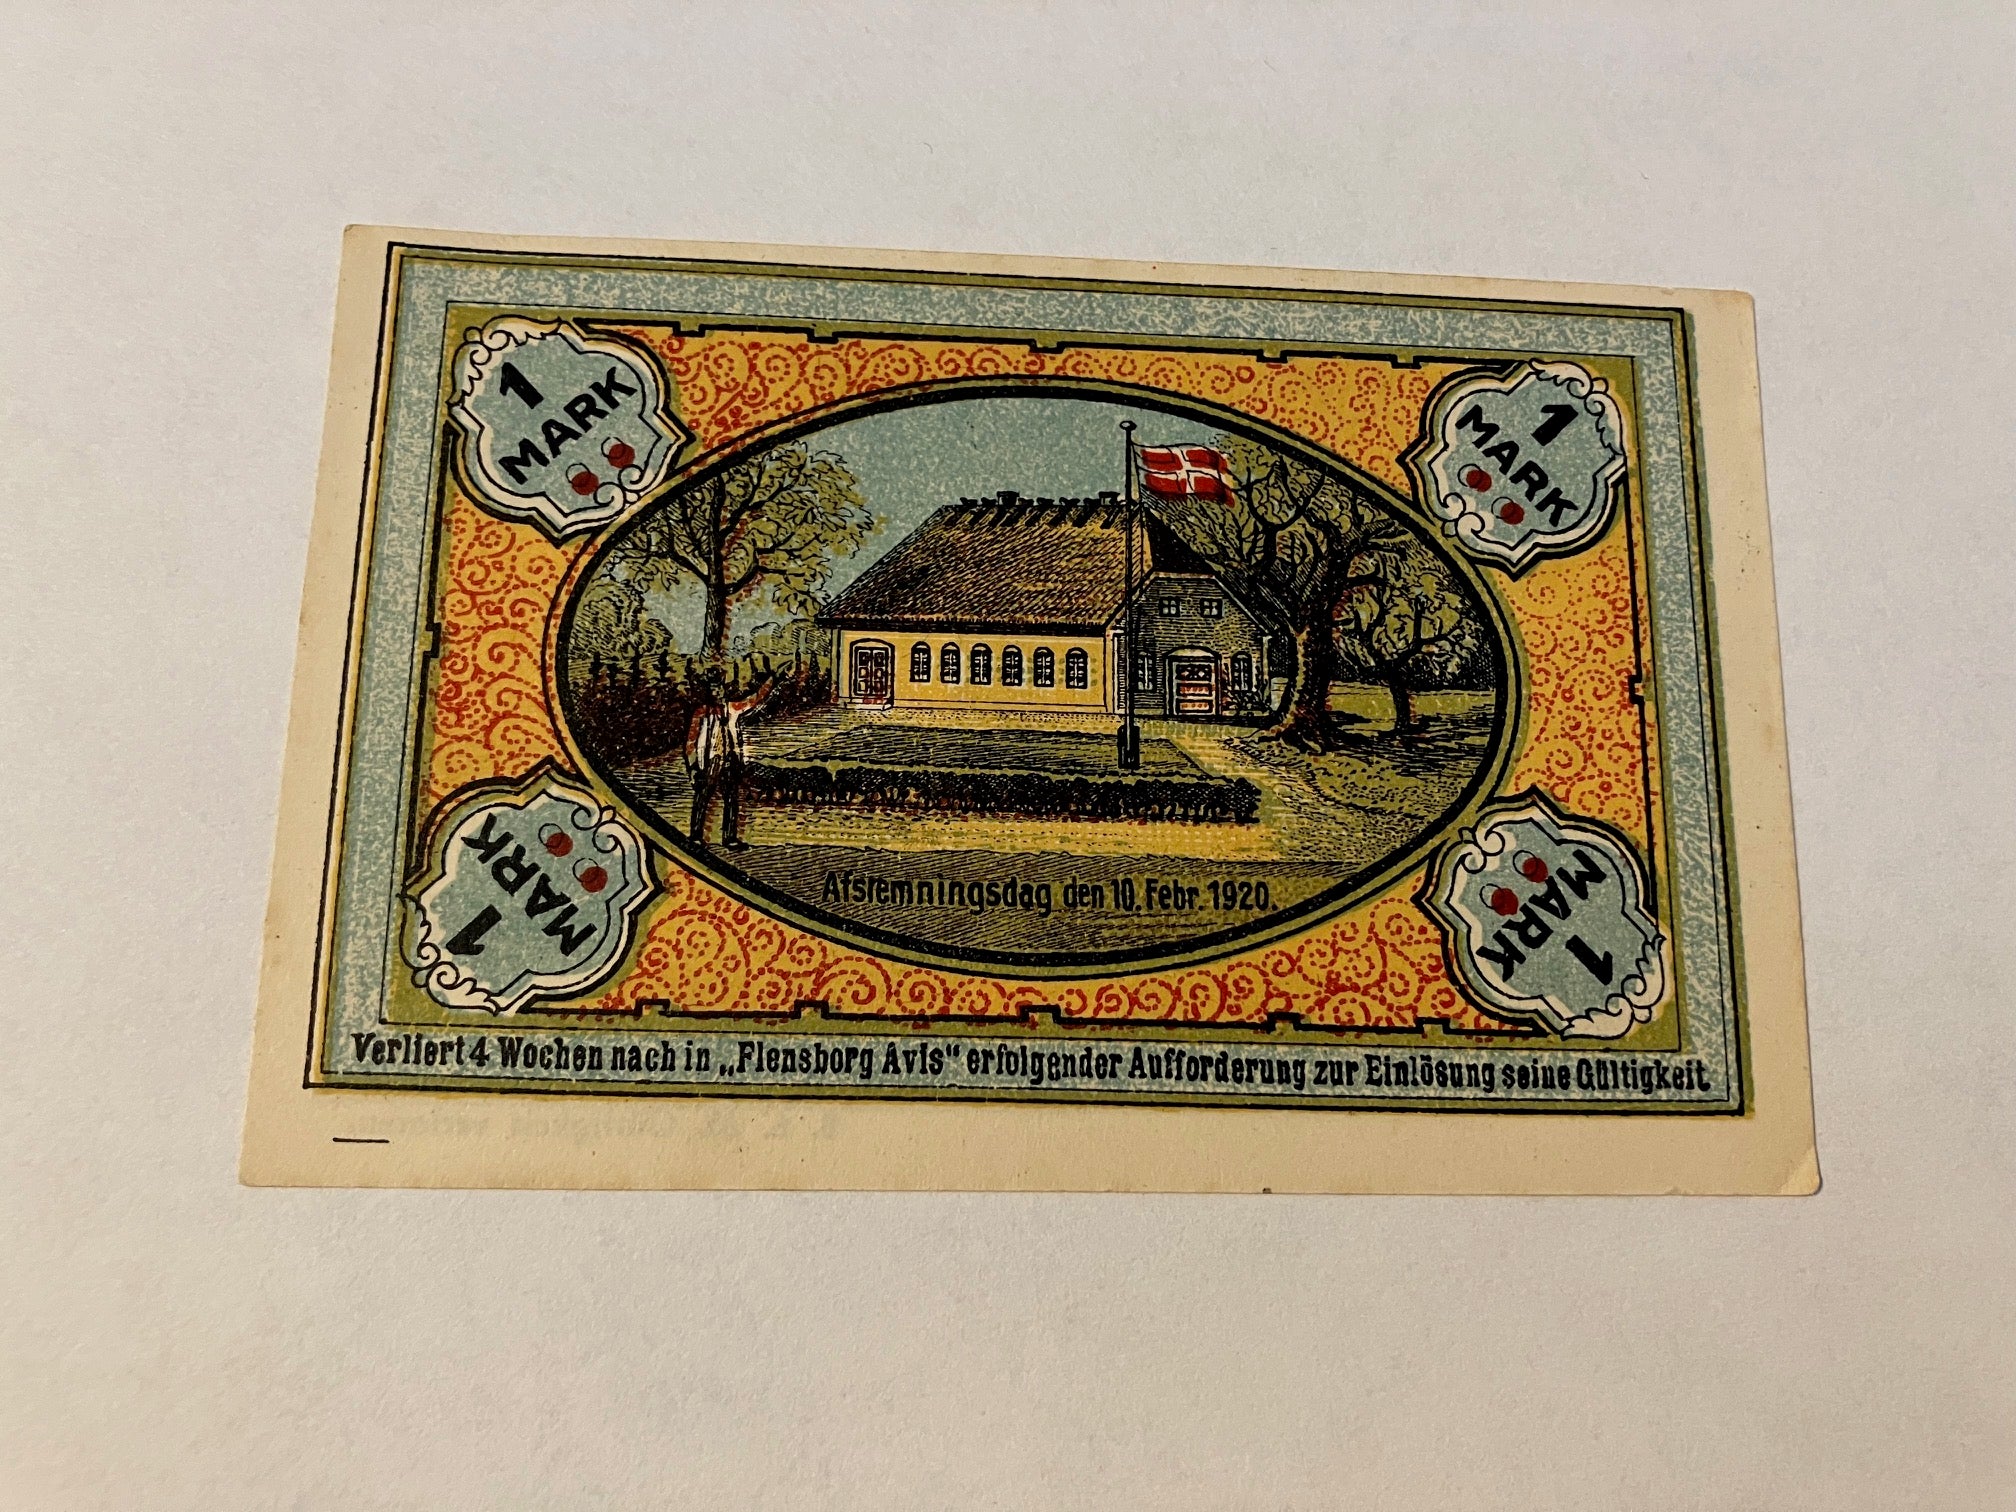 1
MARK
1
MARK
Afstemningsdag den 10. Febr. 1920.
1
MARK
1
MARK
Verliert 4 Wochen nach in „Flensborg Avis“ erfolgender Aufforderung zur Einlösung seine Gültigkeit